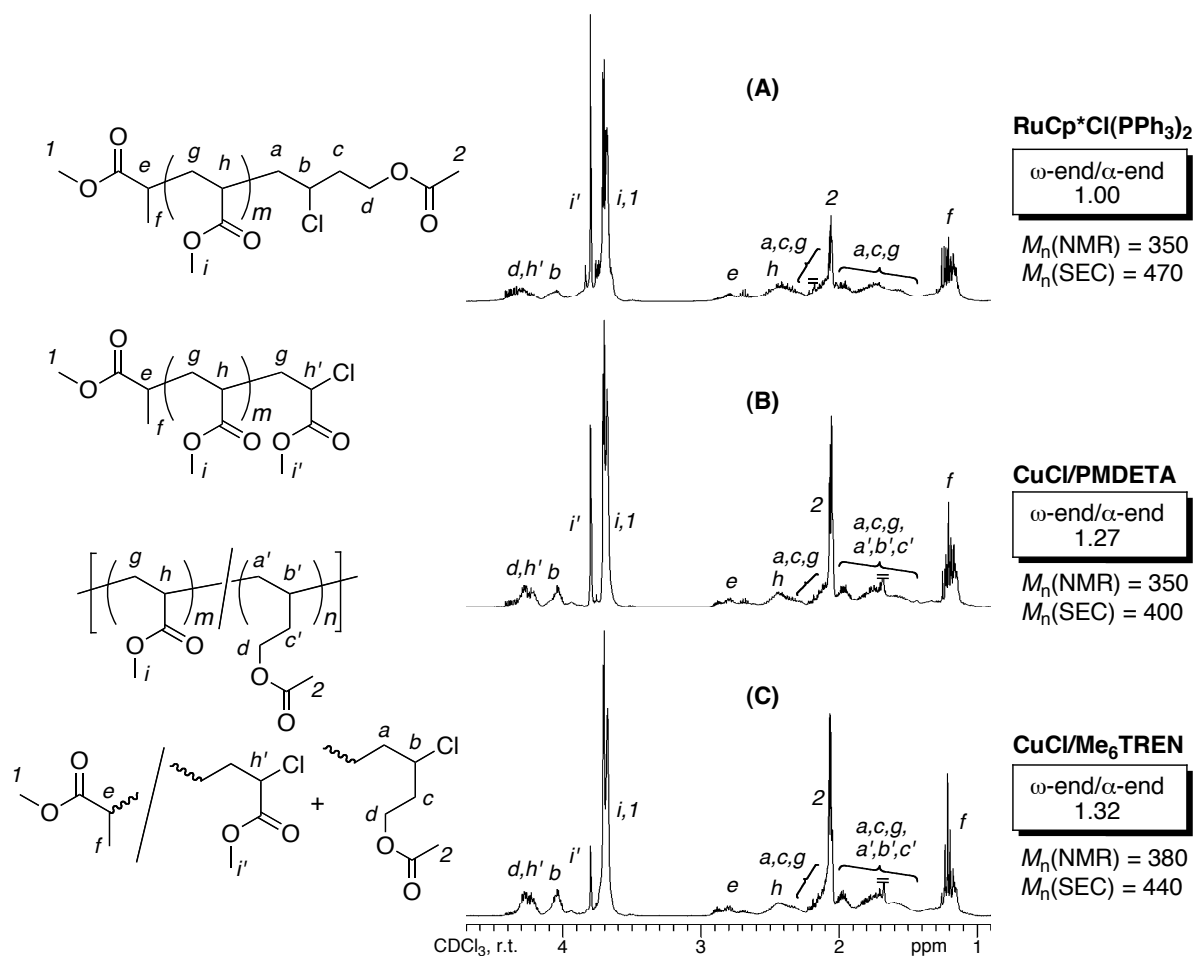 (A)
RuCp*Cl(PPh3)2
ω-end/α-end
1.00
Mn(NMR) = 350
Mn(SEC) = 470
i'
i,1
2
a,c,g
a,c,g
f
d,h'
b
e
h
1
O
O
e
g
h
a
b
c
O
2
f
m
Cl
d
O
O
O
i
(B)
CuCl/PMDETA
ω-end/α-end
1.27
Mn(NMR) = 350
Mn(SEC) = 400
i'
i,1
2
a,c,g,
a',b',c'
a,c,g
f
d,h'
b
e
h
1
O
O
e
g
h
g
h'
Cl
f
m
O
O
O
O
i
i'
g
h
a'
b'
m
n
O
O
c'
d
i
O
2
O
(C)
CuCl/Me6TREN
ω-end/α-end
1.32
Mn(NMR) = 380
Mn(SEC) = 440
i'
i,1
2
a,c,g,
a',b',c'
a,c,g
f
d,h'
b
e
h
1
O
O
e
f
h'
Cl
O
O
i'
+
a
b
Cl
c
d
O
2
O
CDCl3, r.t.
4
3
2
ppm
1